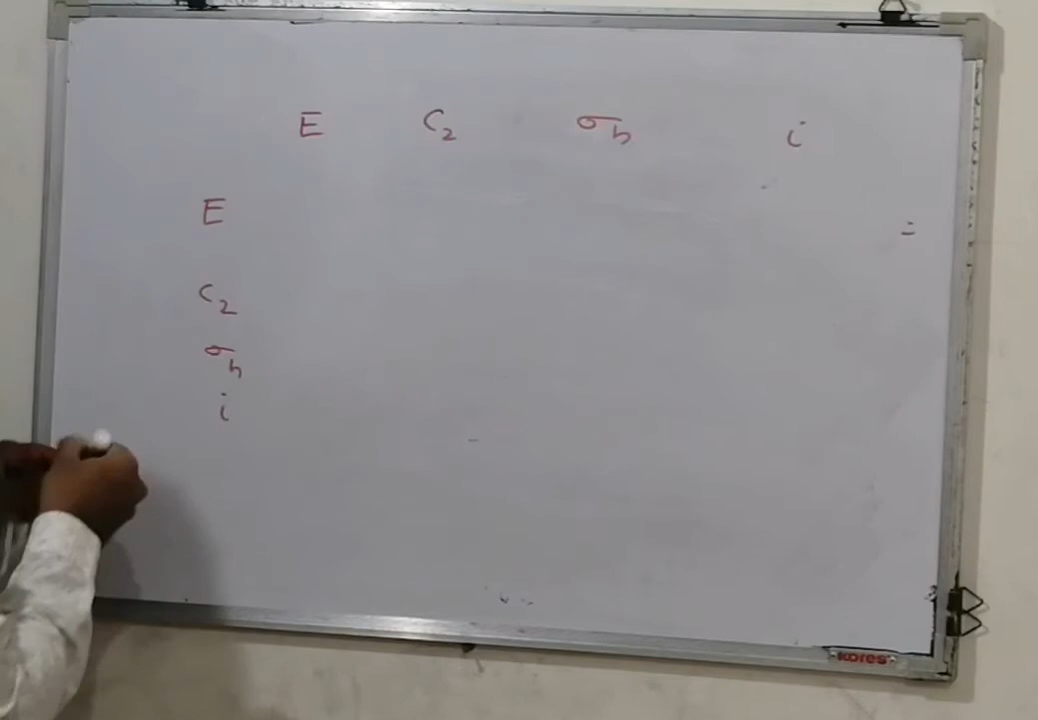 E C₂ σₕ i
E
=
C₂
σₕ
i
kores